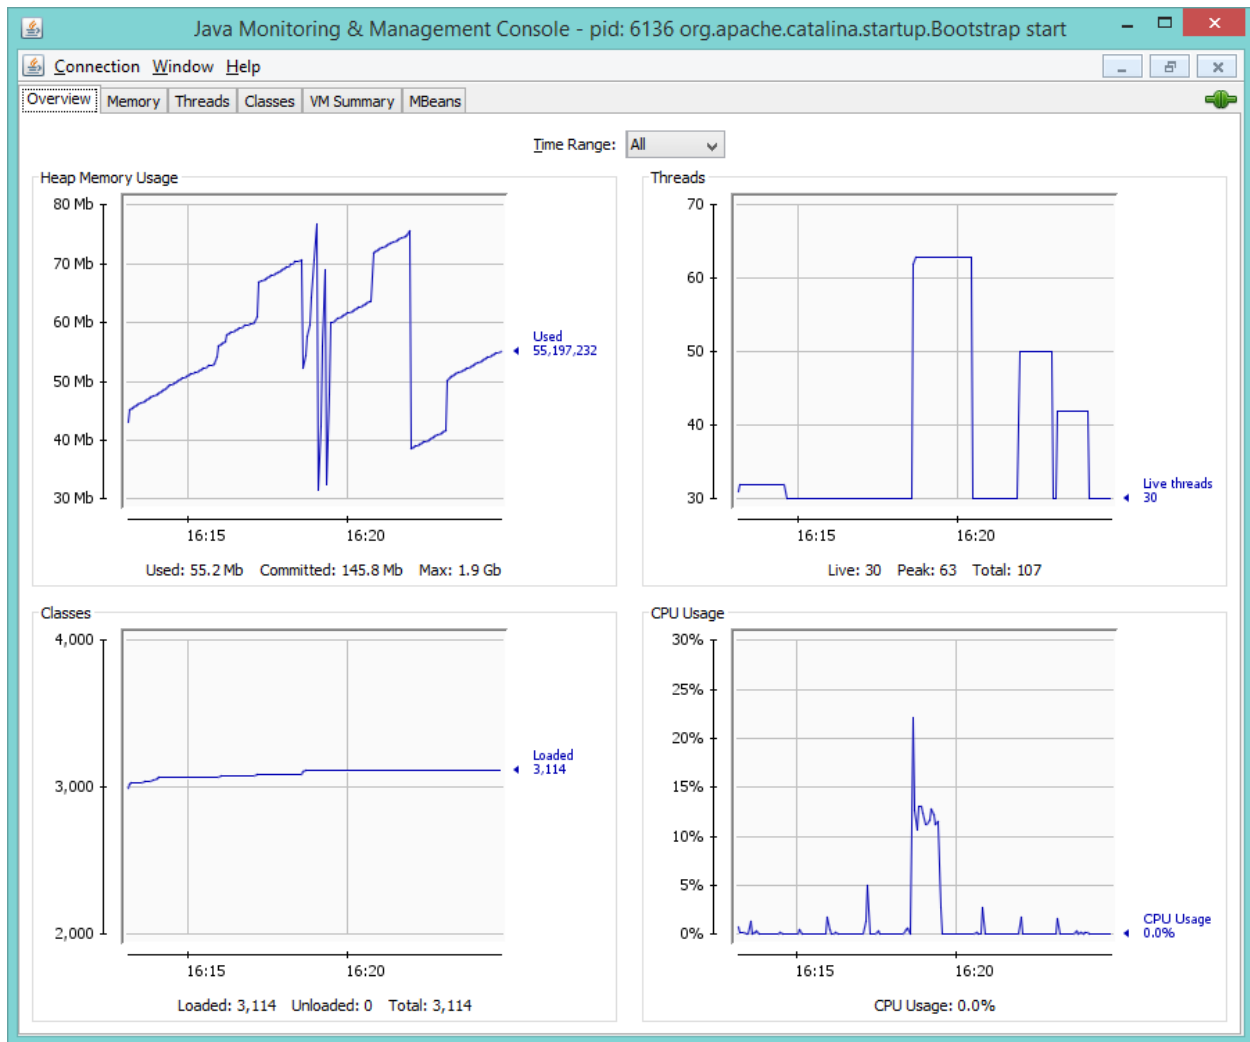 Java Monitoring & Management Console - pid: 6136 org.apache.catalina.startup.Bootstrap start
Connection Window Help
Overview Memory Threads Classes VM Summary MBeans
Time Range: All
Heap Memory Usage
80 Mb
70 Mb
60 Mb
50 Mb
40 Mb
30 Mb
Used
55,197,232
16:15 16:20
Used: 55.2 Mb Committed: 145.8 Mb Max: 1.9 Gb
Threads
70
60
50
40
30
Live threads
30
16:15 16:20
Live: 30 Peak: 63 Total: 107
Classes
4,000
3,000
2,000
Loaded
3,114
16:15 16:20
Loaded: 3,114 Unloaded: 0 Total: 3,114
CPU Usage
30%
25%
20%
15%
10%
5%
0%
CPU Usage
0.0%
16:15 16:20
CPU Usage: 0.0%